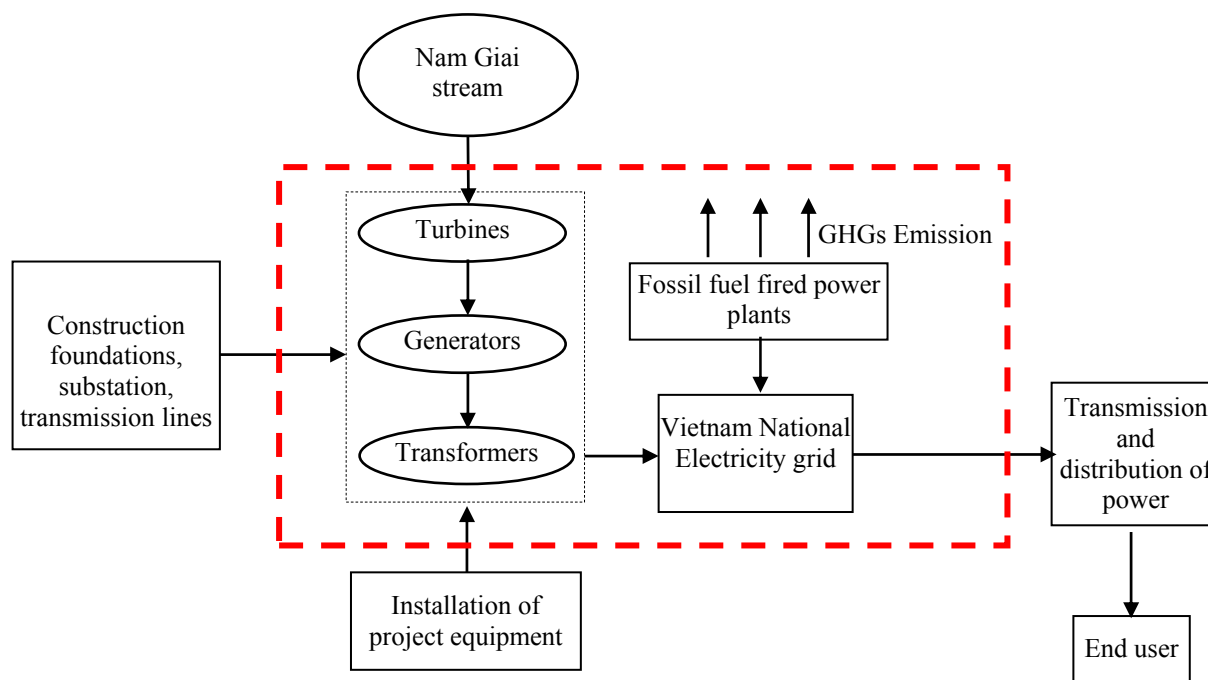 Nam Giai
stream
Turbines
GHGs Emission
Fossil fuel fired power
plants
Construction
foundations,
substation,
transmission lines
Generators
Transformers
Vietnam National
Electricity grid
Transmission
and
distribution of
power
Installation of
project equipment
End user